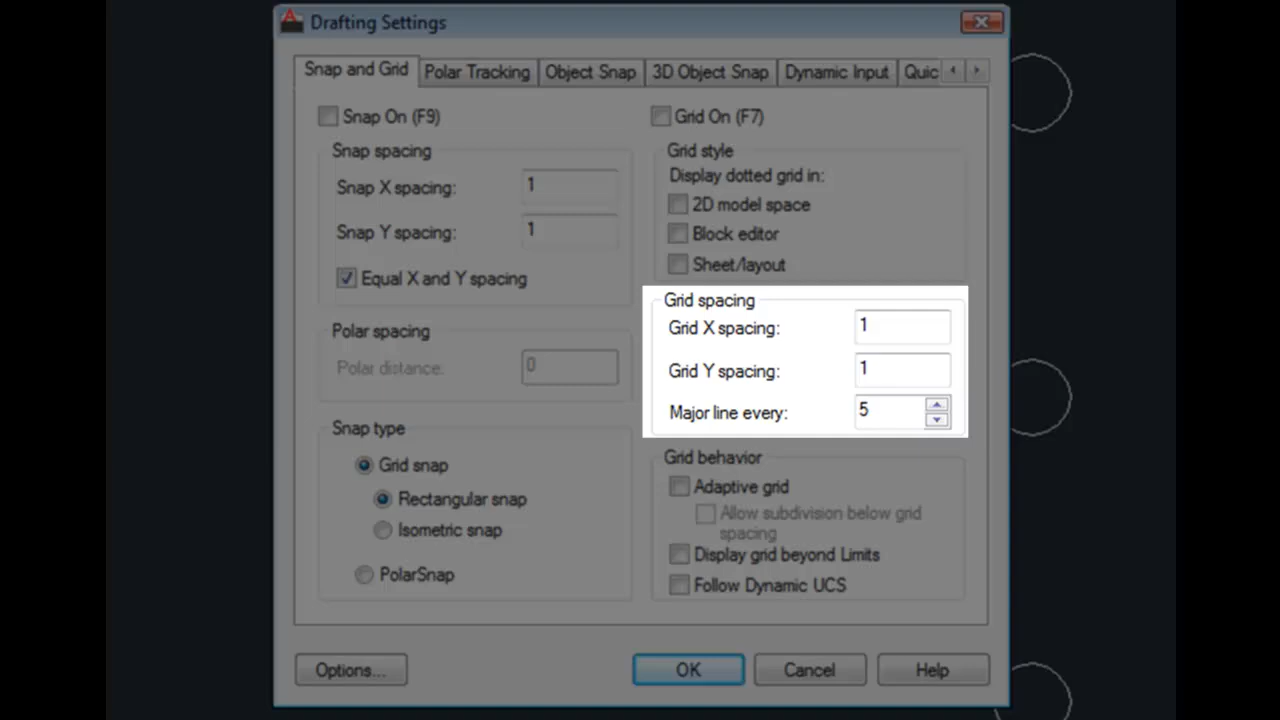 Drafting Settings
Snap and Grid
Polar Tracking
Object Snap
3D Object Snap
Dynamic Input
Quic
Snap On (F9)
Snap spacing
Snap X spacing:
1
Snap Y spacing:
1
Equal X and Y spacing
Polar spacing
Polar distance:
0
Snap type
Grid snap
Rectangular snap
Isometric snap
PolarSnap
Grid On (F7)
Grid style
Display dotted grid in:
2D model space
Block editor
Sheet/layout
Grid spacing
Grid X spacing:
1
Grid Y spacing:
1
Major line every:
5
Grid behavior
Adaptive grid
Allow subdivision below grid
spacing
Display grid beyond Limits
Follow Dynamic UCS
Options...
OK
Cancel
Help